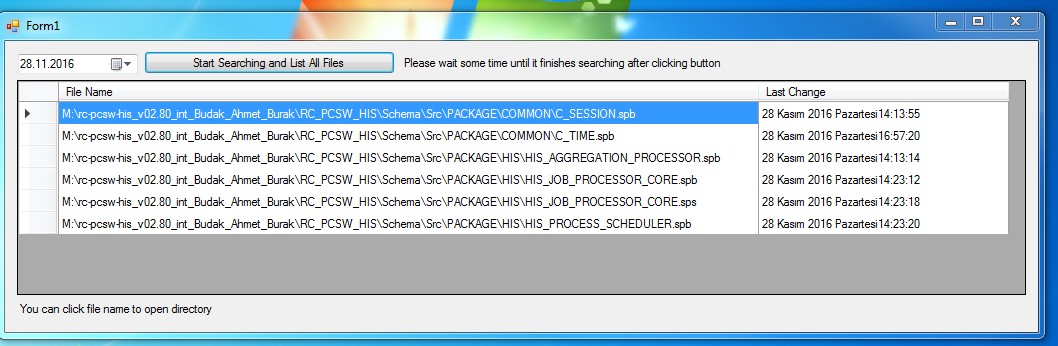 Form1
28.11.2016 Start Searching and List All Files Please wait some time until it finishes searching after clicking button
File Name Last Change
M:\rc-pcsw-his_v02.80_int_Budak_Ahmet_Burak\RC_PCSW_HIS\Schema\Src\PACKAGE\COMMON\C_SESSION.spb 28 Kasım 2016 Pazartesi14:13:55
M:\rc-pcsw-his_v02.80_int_Budak_Ahmet_Burak\RC_PCSW_HIS\Schema\Src\PACKAGE\COMMON\C_TIME.spb 28 Kasım 2016 Pazartesi16:57:20
M:\rc-pcsw-his_v02.80_int_Budak_Ahmet_Burak\RC_PCSW_HIS\Schema\Src\PACKAGE\HIS\HIS_AGGREGATION_PROCESSOR.spb 28 Kasım 2016 Pazartesi14:13:14
M:\rc-pcsw-his_v02.80_int_Budak_Ahmet_Burak\RC_PCSW_HIS\Schema\Src\PACKAGE\HIS\HIS_JOB_PROCESSOR_CORE.spb 28 Kasım 2016 Pazartesi14:23:12
M:\rc-pcsw-his_v02.80_int_Budak_Ahmet_Burak\RC_PCSW_HIS\Schema\Src\PACKAGE\HIS\HIS_JOB_PROCESSOR_CORE.sps 28 Kasım 2016 Pazartesi14:23:18
M:\rc-pcsw-his_v02.80_int_Budak_Ahmet_Burak\RC_PCSW_HIS\Schema\Src\PACKAGE\HIS\HIS_PROCESS_SCHEDULER.spb 28 Kasım 2016 Pazartesi14:23:20
You can click file name to open directory